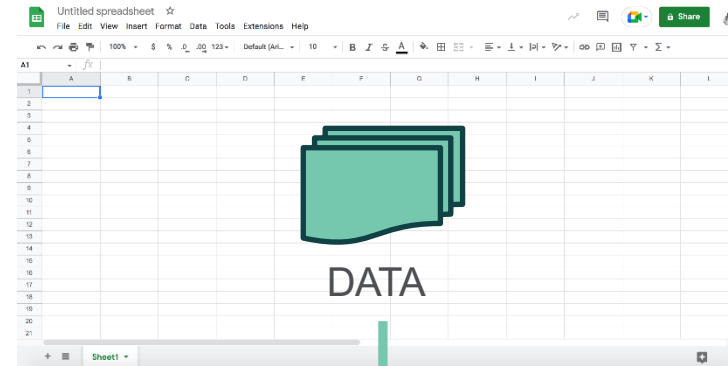 Untitled spreadsheet
File Edit View Insert Format Data Tools Extensions Help
Share
100% $ % .0 .00 123 Default (Ari... 10 B I S A
A1 fx
A B C D E F G H I J K L
1
2
3
4
5
6
7
8
9
10
11
12
13
14
15
16
17
18
19
20
21
DATA
Sheet1